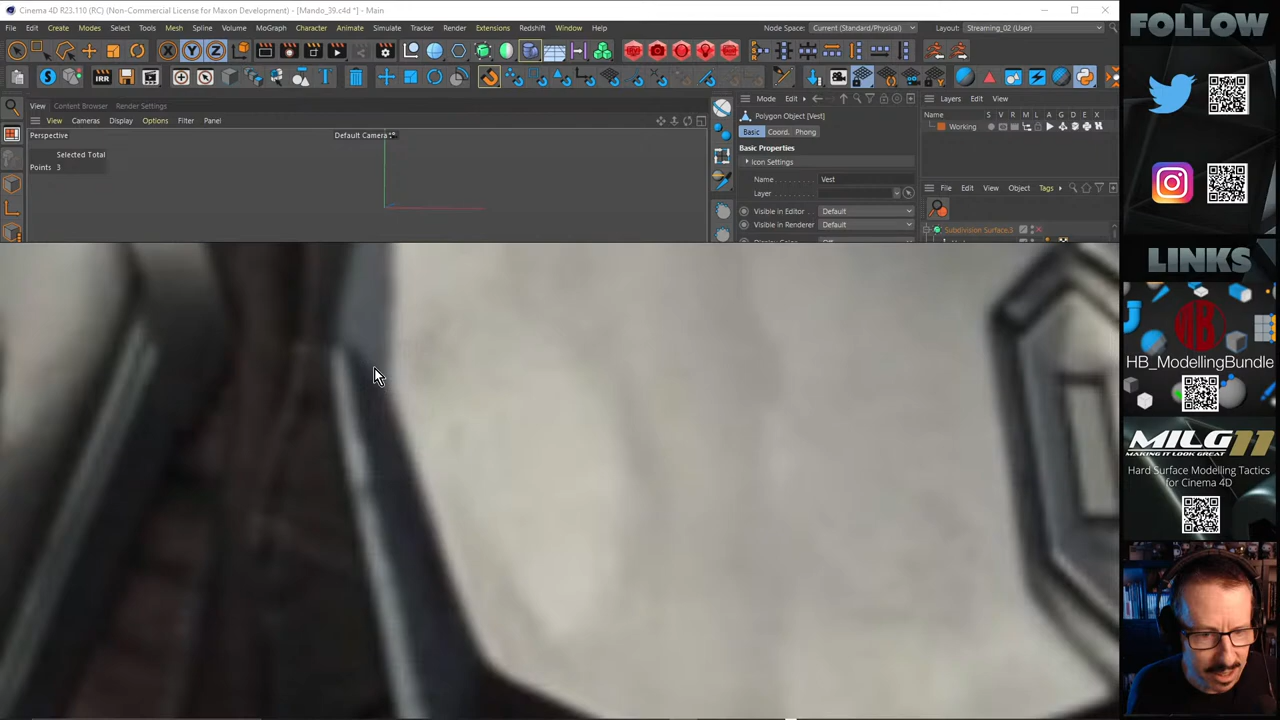 Cinema 4D R23.110 (RC) (Non-Commercial License for Maxon Development) - [Mando_39.c4d *] - Main
File Edit Create Modes Select Tools Mesh Spline Volume MoGraph Character Animate Simulate Tracker Render Extensions Redshift Window Help Node Space: Current (Standard/Physical) Layout: Streaming_02 (User)
View Content Browser Render Settings
View Cameras Display Options Filter Panel
Perspective Default Camera
Selected Total
Points 3
Mode Edit
Polygon Object [Vest]
Basic Coord. Phong
Basic Properties
Icon Settings
Name Vest
Layer
Visible in Editor Default
Visible in Renderer Default
Layers Edit View
Name S V R M L A G D E X
Working
File Edit View Object Tags
Subdivision Surface.3
FOLLOW
LINKS
HB
HB_ModellingBundle
MILG11
MAKING IT LOOK GREAT
Hard Surface Modelling Tactics
for Cinema 4D